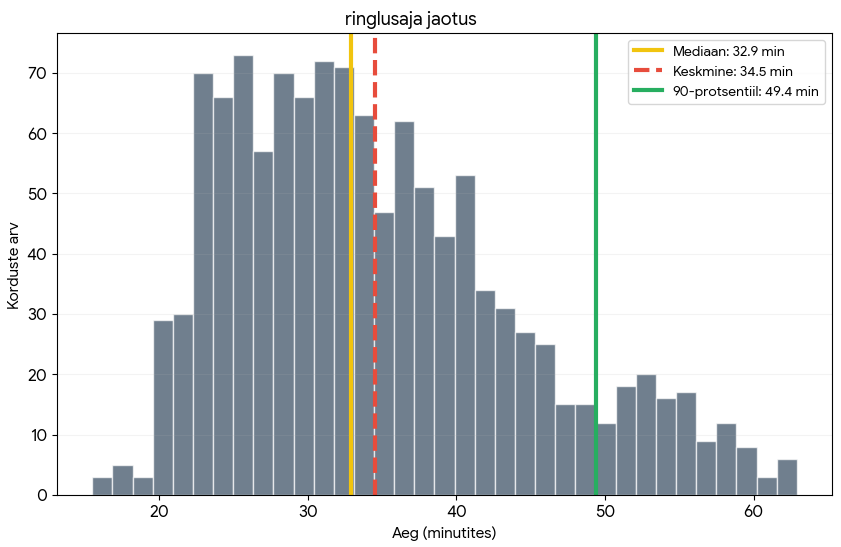 ringlusaja jaotus
Mediaan: 32.9 min
Keskmine: 34.5 min
90-protsentiil: 49.4 min
Korduste arv
70
60
50
40
30
20
10
0
20 30 40 50 60
Aeg (minutites)